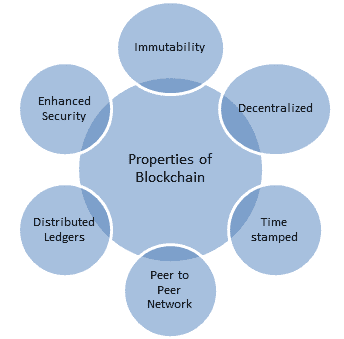 Immutability
Enhanced
Security
Decentralized
Properties of
Blockchain
Distributed
Ledgers
Time
stamped
Peer to
Peer
Network